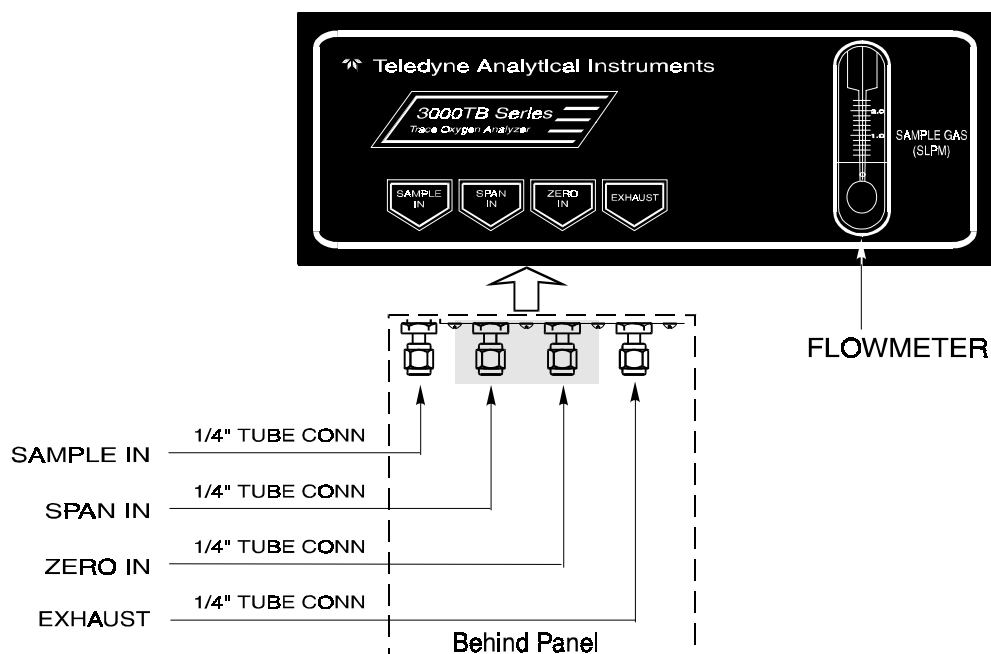 Teledyne Analytical Instruments
3000TB Series
Trace Oxygen Analyzer
2.0
1.0
SAMPLE GAS
(SLPM)
SAMPLE
IN
SPAN
IN
ZERO
IN
EXHAUST
FLOWMETER
SAMPLE IN
1/4" TUBE CONN
SPAN IN
1/4" TUBE CONN
ZERO IN
1/4" TUBE CONN
EXHAUST
1/4" TUBE CONN
Behind Panel